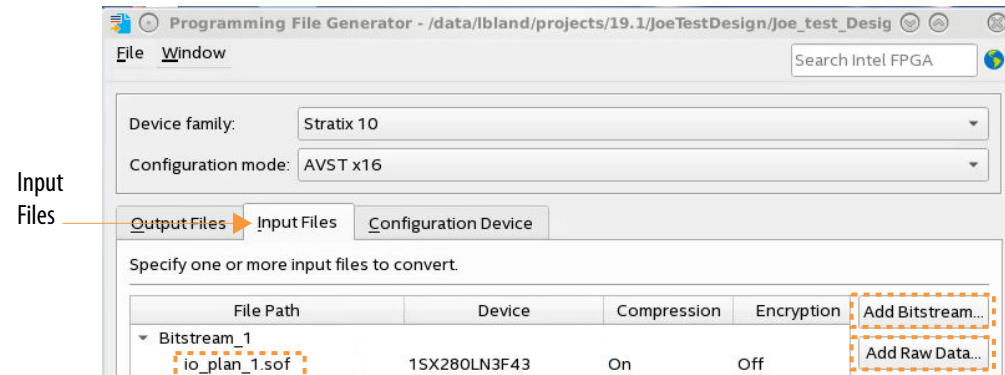 Programming File Generator - /data/lbland/projects/19.1/JoeTestDesign/Joe_test_Desig
File Window
Search Intel FPGA
Device family: Stratix 10
Configuration mode: AVST x16
Input
Files
Output Files Input Files Configuration Device
Specify one or more input files to convert.
File Path Device Compression Encryption Add Bitstream...
Bitstream_1
Add Raw Data...
io_plan_1.sof 1SX280LN3F43 On Off